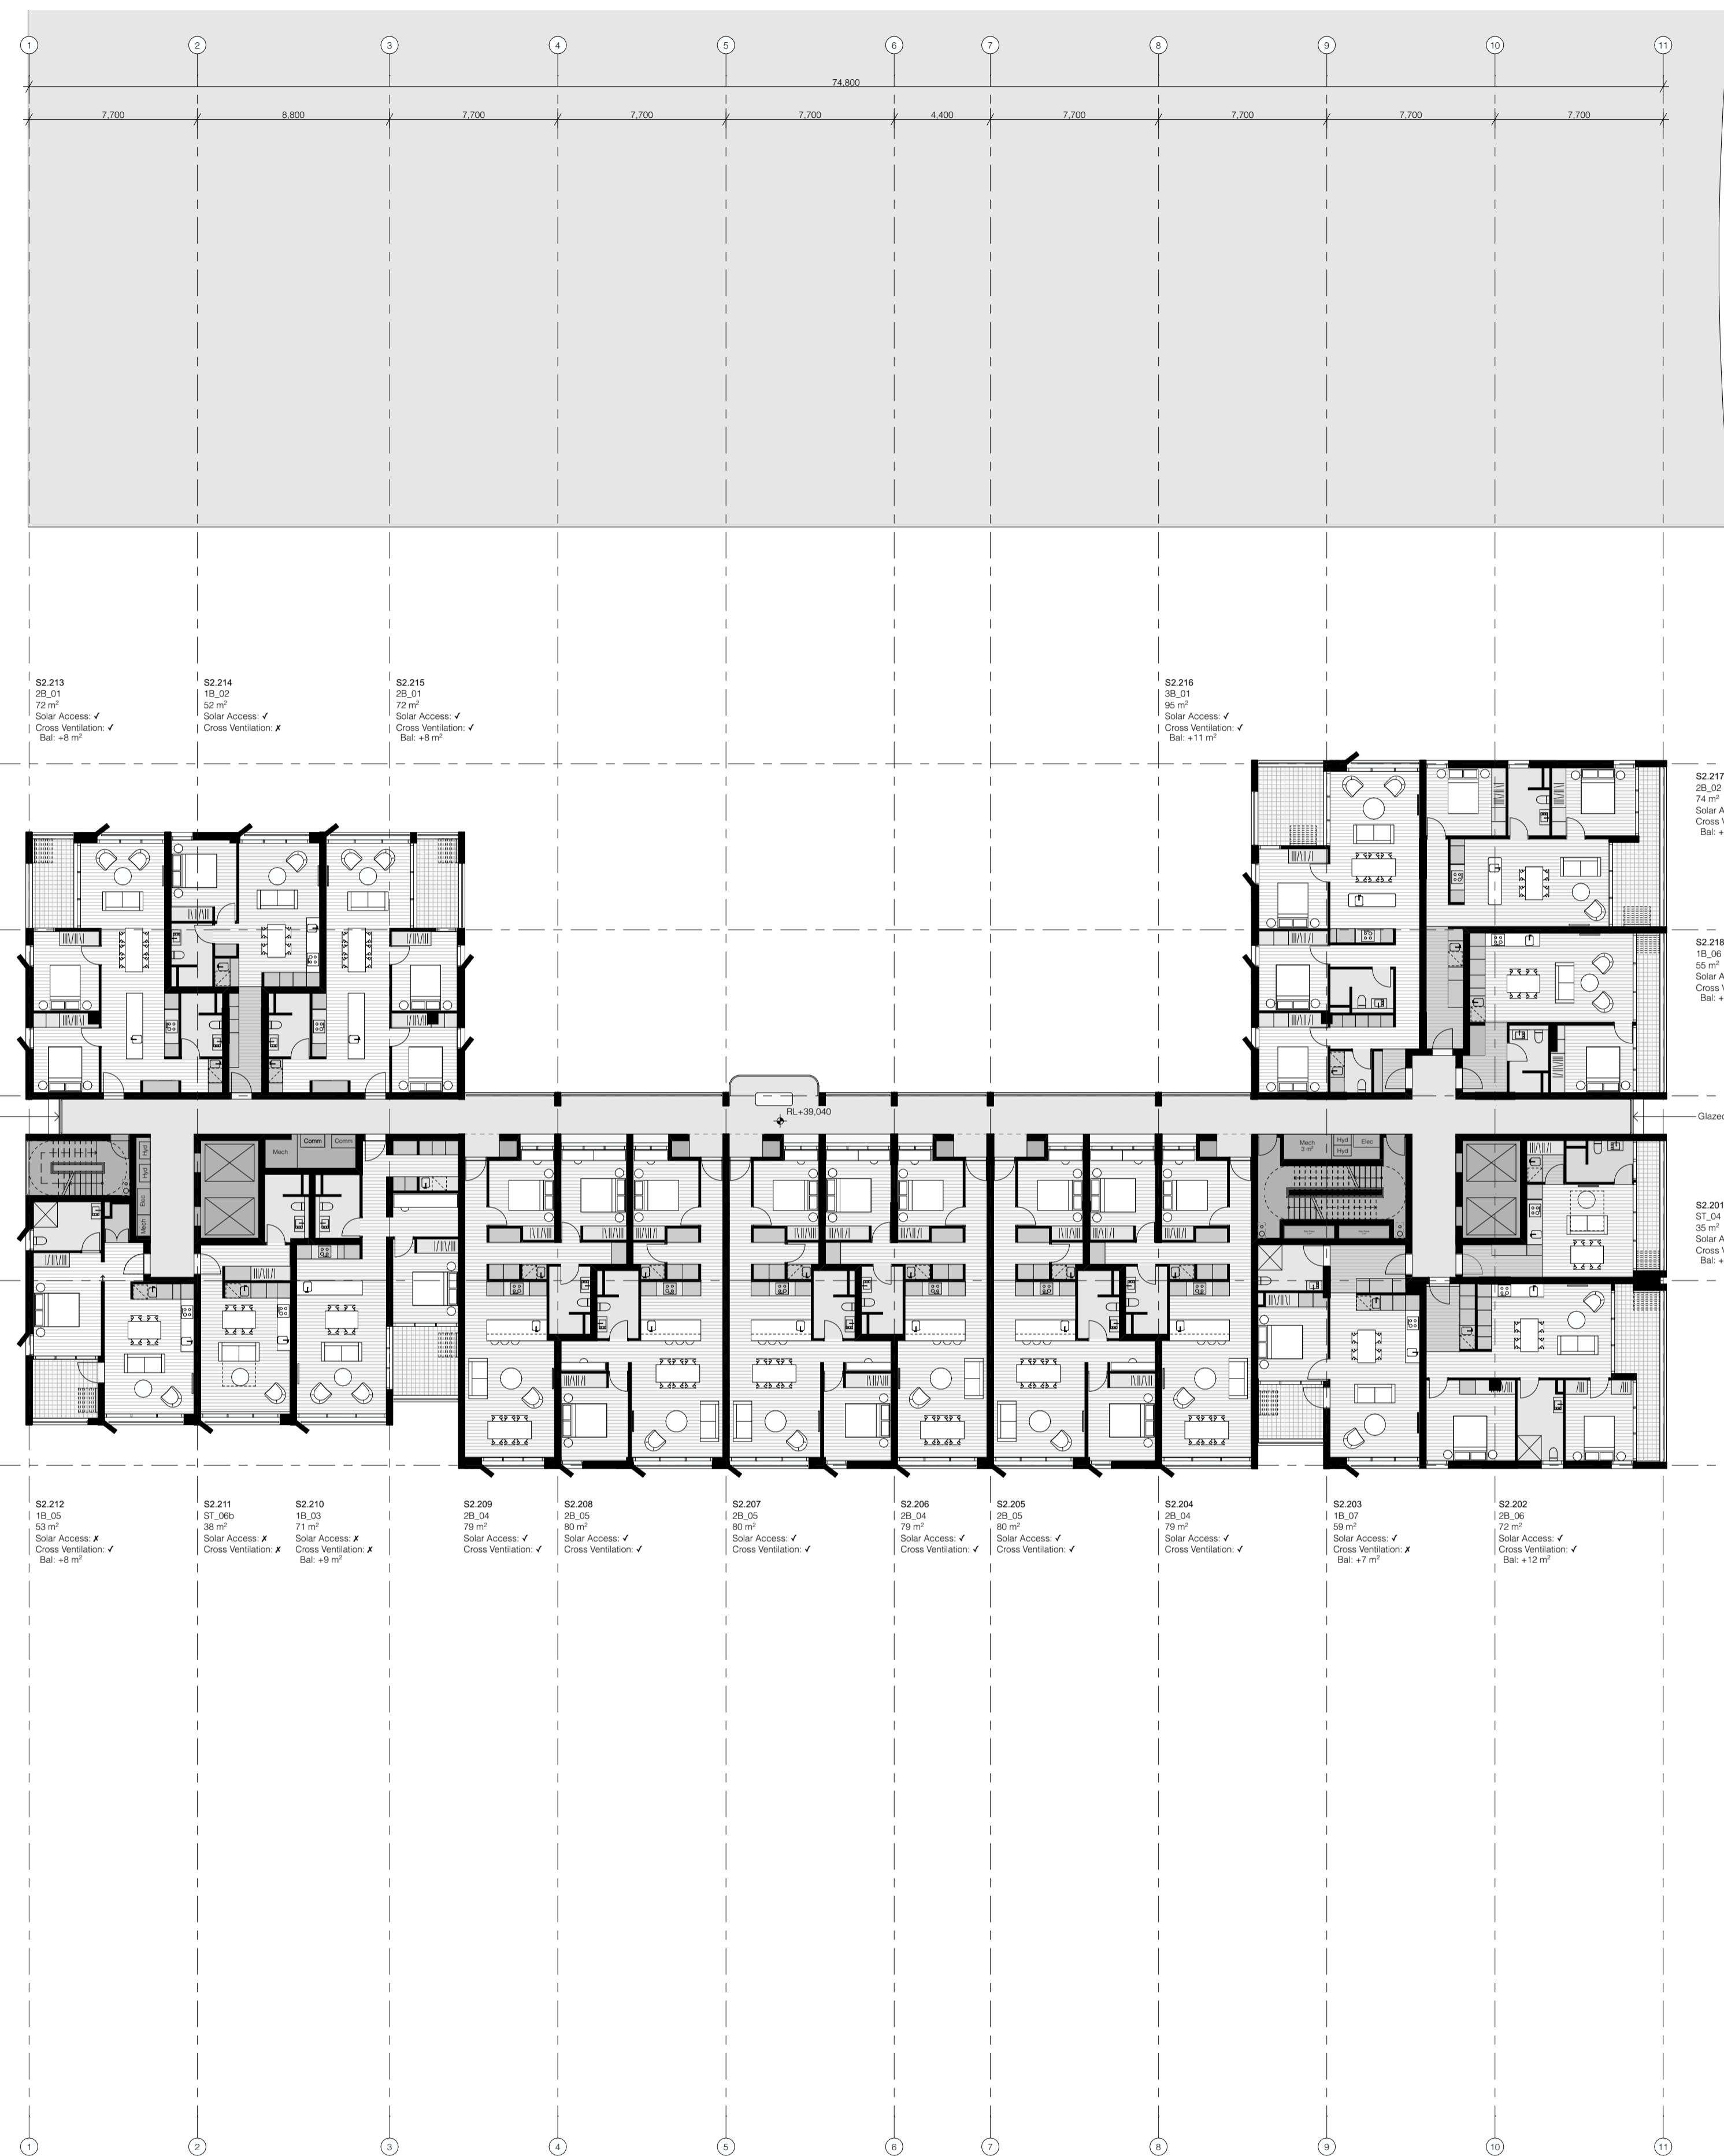 1 2 3 4 5 6 7 8 9 10 11
74,800
7,700 8,800 7,700 7,700 7,700 4,400 7,700 7,700 7,700 7,700
S2.213
2B_01
72 m²
Solar Access: ✓
Cross Ventilation: ✓
Bal: +8 m²
S2.214
1B_02
52 m²
Solar Access: ✓
Cross Ventilation: ✗
S2.215
2B_01
72 m²
Solar Access: ✓
Cross Ventilation: ✓
Bal: +8 m²
S2.216
3B_01
95 m²
Solar Access: ✓
Cross Ventilation: ✓
Bal: +11 m²
S2.217
2B_02
74 m²
Solar A
Cross V
Bal: +
S2.218
1B_06
55 m²
Solar A
Cross V
Bal: +
RL+39,040
Glazed
Hyd
Hyd
Elec
Mech
Mech
Comm
Comm
Mech
3 m²
Hyd
Hyd
Elec
S2.201
ST_04
35 m²
Solar A
Cross V
Bal: +
S2.212
1B_05
53 m²
Solar Access: ✗
Cross Ventilation: ✓
Bal: +8 m²
S2.211
ST_06b
38 m²
Solar Access: ✗
Cross Ventilation: ✗
S2.210
1B_03
71 m²
Solar Access: ✗
Cross Ventilation: ✗
Bal: +9 m²
S2.209
2B_04
79 m²
Solar Access: ✓
Cross Ventilation: ✓
S2.208
2B_05
80 m²
Solar Access: ✓
Cross Ventilation: ✓
S2.207
2B_05
80 m²
Solar Access: ✓
Cross Ventilation: ✓
S2.206
2B_04
79 m²
Solar Access: ✓
Cross Ventilation: ✓
S2.205
2B_05
80 m²
Solar Access: ✓
Cross Ventilation: ✓
S2.204
2B_04
79 m²
Solar Access: ✓
Cross Ventilation: ✓
S2.203
1B_07
59 m²
Solar Access: ✓
Cross Ventilation: ✗
Bal: +7 m²
S2.202
2B_06
72 m²
Solar Access: ✓
Cross Ventilation: ✓
Bal: +12 m²
1 2 3 4 5 6 7 8 9 10 11